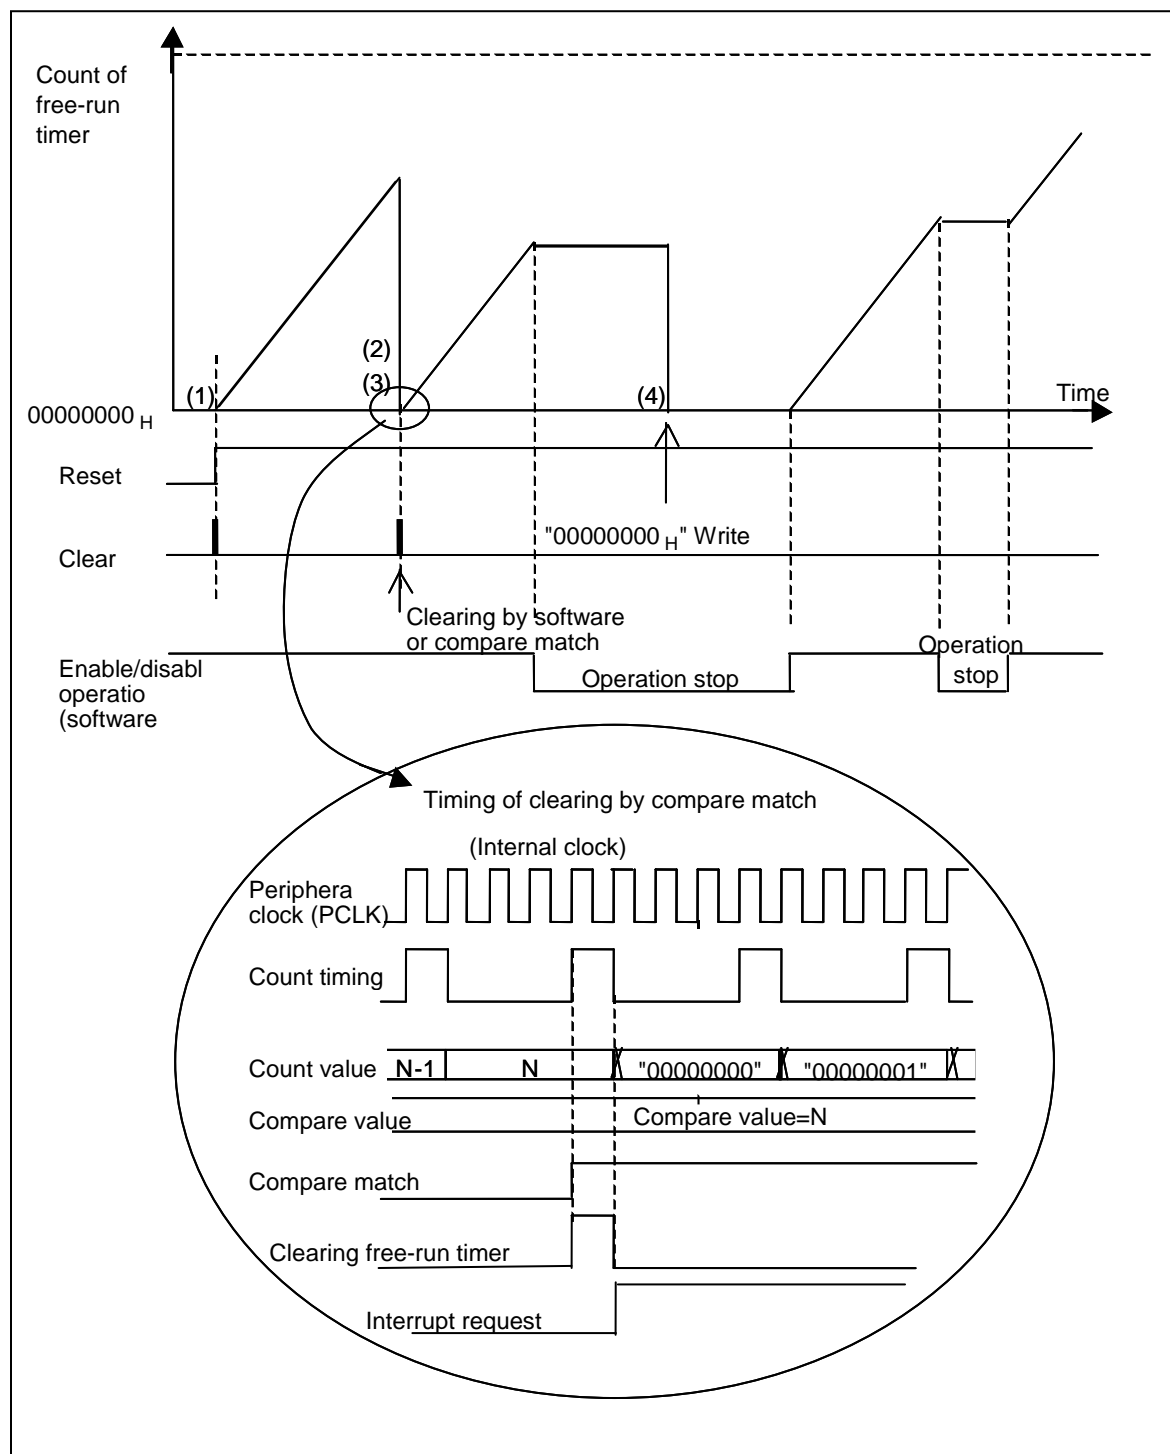 Count of
free-run
timer
(2)
(3)
(1)
(4)
Time
00000000 H
Reset
"00000000 H" Write
Clear
Clearing by software
or compare match
Enable/disabl
operatio
(software
Operation stop
Operation
stop
Timing of clearing by compare match
(Internal clock)
Periphera
clock (PCLK)
Count timing
Count value
N-1
N
"00000000"
"00000001"
Compare value
Compare value=N
Compare match
Clearing free-run timer
Interrupt request